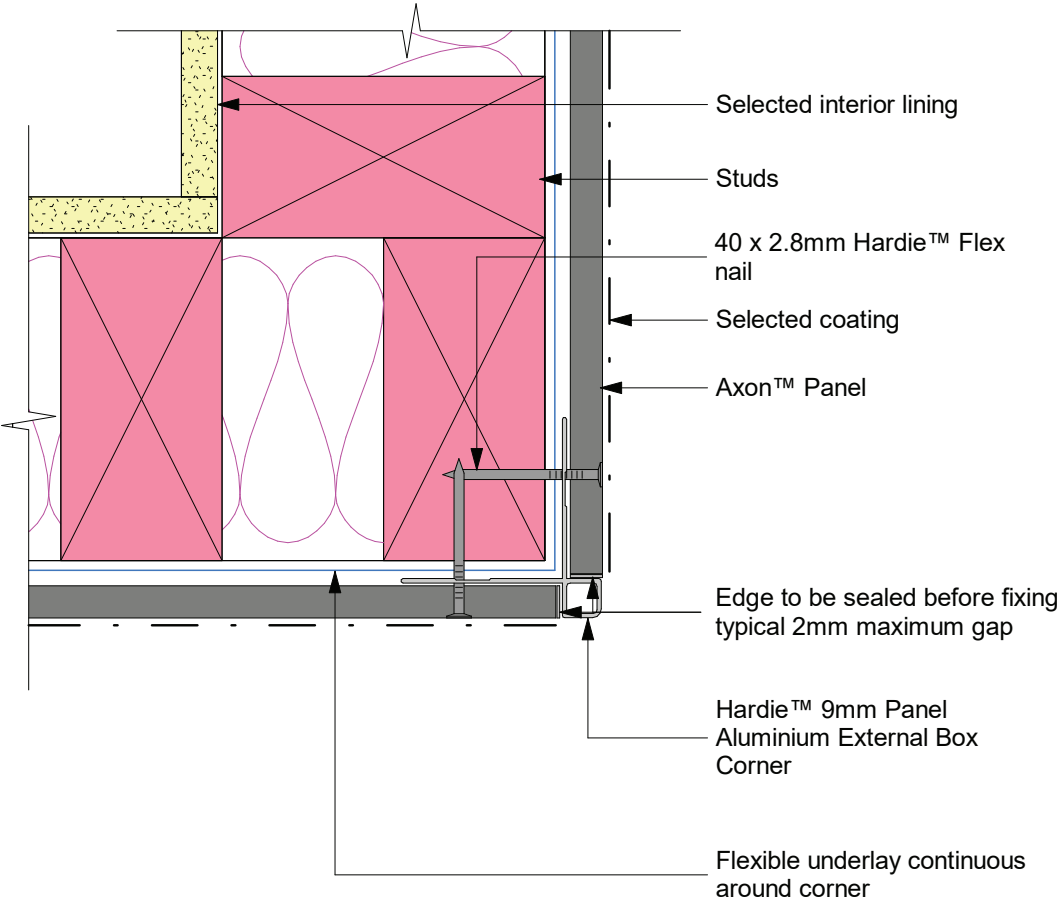 Selected interior lining
Studs
40 x 2.8mm Hardie™ Flex
nail
Selected coating
Axon™ Panel
Edge to be sealed before fixing
typical 2mm maximum gap
Hardie™ 9mm Panel
Aluminium External Box
Corner
Flexible underlay continuous
around corner